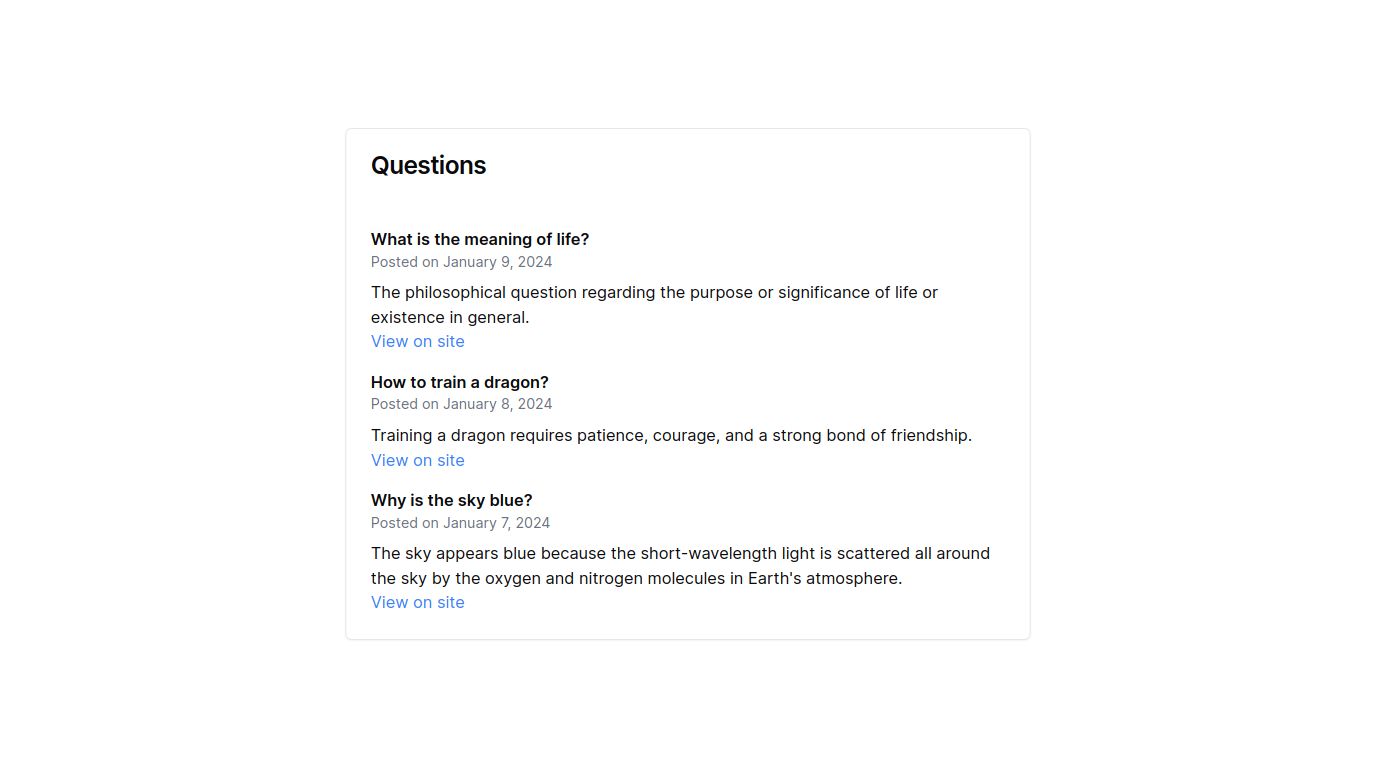 Questions
What is the meaning of life?
Posted on January 9, 2024
The philosophical question regarding the purpose or significance of life or
existence in general.
View on site
How to train a dragon?
Posted on January 8, 2024
Training a dragon requires patience, courage, and a strong bond of friendship.
View on site
Why is the sky blue?
Posted on January 7, 2024
The sky appears blue because the short-wavelength light is scattered all around
the sky by the oxygen and nitrogen molecules in Earth's atmosphere.
View on site